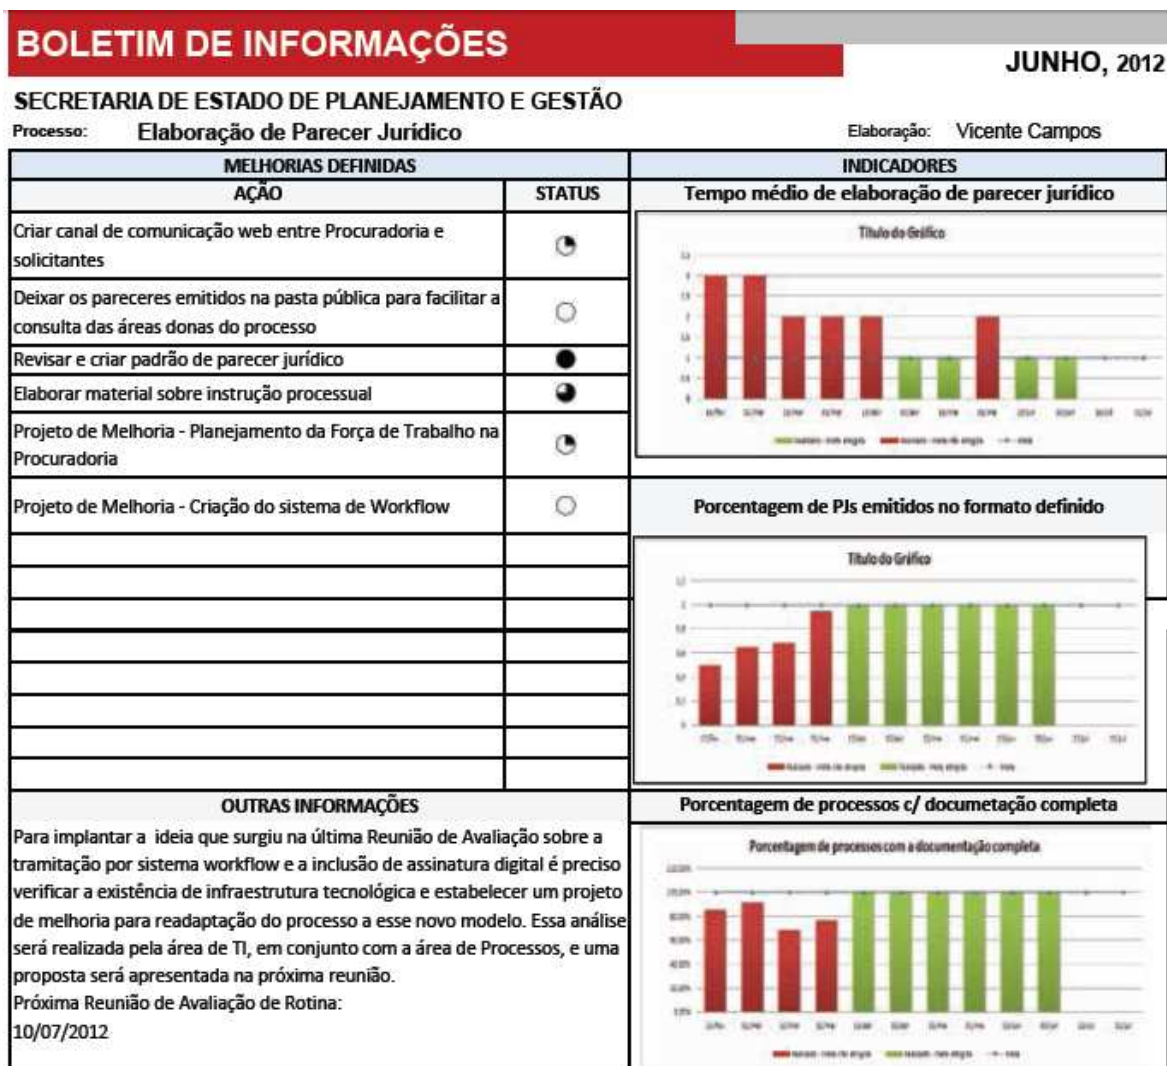 BOLETIM DE INFORMAÇÕES
JUNHO, 2012
SECRETARIA DE ESTADO DE PLANEJAMENTO E GESTÃO
Processo: Elaboração de Parecer Jurídico
Elaboração: Vicente Campos
MELHORIAS DEFINIDAS
AÇÃO
STATUS
Criar canal de comunicação web entre Procuradoria e
solicitantes
Deixar os pareceres emitidos na pasta pública para facilitar a
consulta das áreas donas do processo
Revisar e criar padrão de parecer jurídico
Elaborar material sobre instrução processual
Projeto de Melhoria - Planejamento da Força de Trabalho na
Procuradoria
Projeto de Melhoria - Criação do sistema de Workflow
INDICADORES
Tempo médio de elaboração de parecer jurídico
Título do Gráfico
Porcentagem de PJs emitidos no formato definido
Título do Gráfico
OUTRAS INFORMAÇÕES
Para implantar a ideia que surgiu na última Reunião de Avaliação sobre a
tramitação por sistema workflow e a inclusão de assinatura digital é preciso
verificar a existência de infraestrutura tecnológica e estabelecer um projeto
de melhoria para readaptação do processo a esse novo modelo. Essa análise
será realizada pela área de TI, em conjunto com a área de Processos, e uma
proposta será apresentada na próxima reunião.
Próxima Reunião de Avaliação de Rotina:
10/07/2012
Porcentagem de processos c/ documetação completa
Porcentagem de processos com a documentação completa